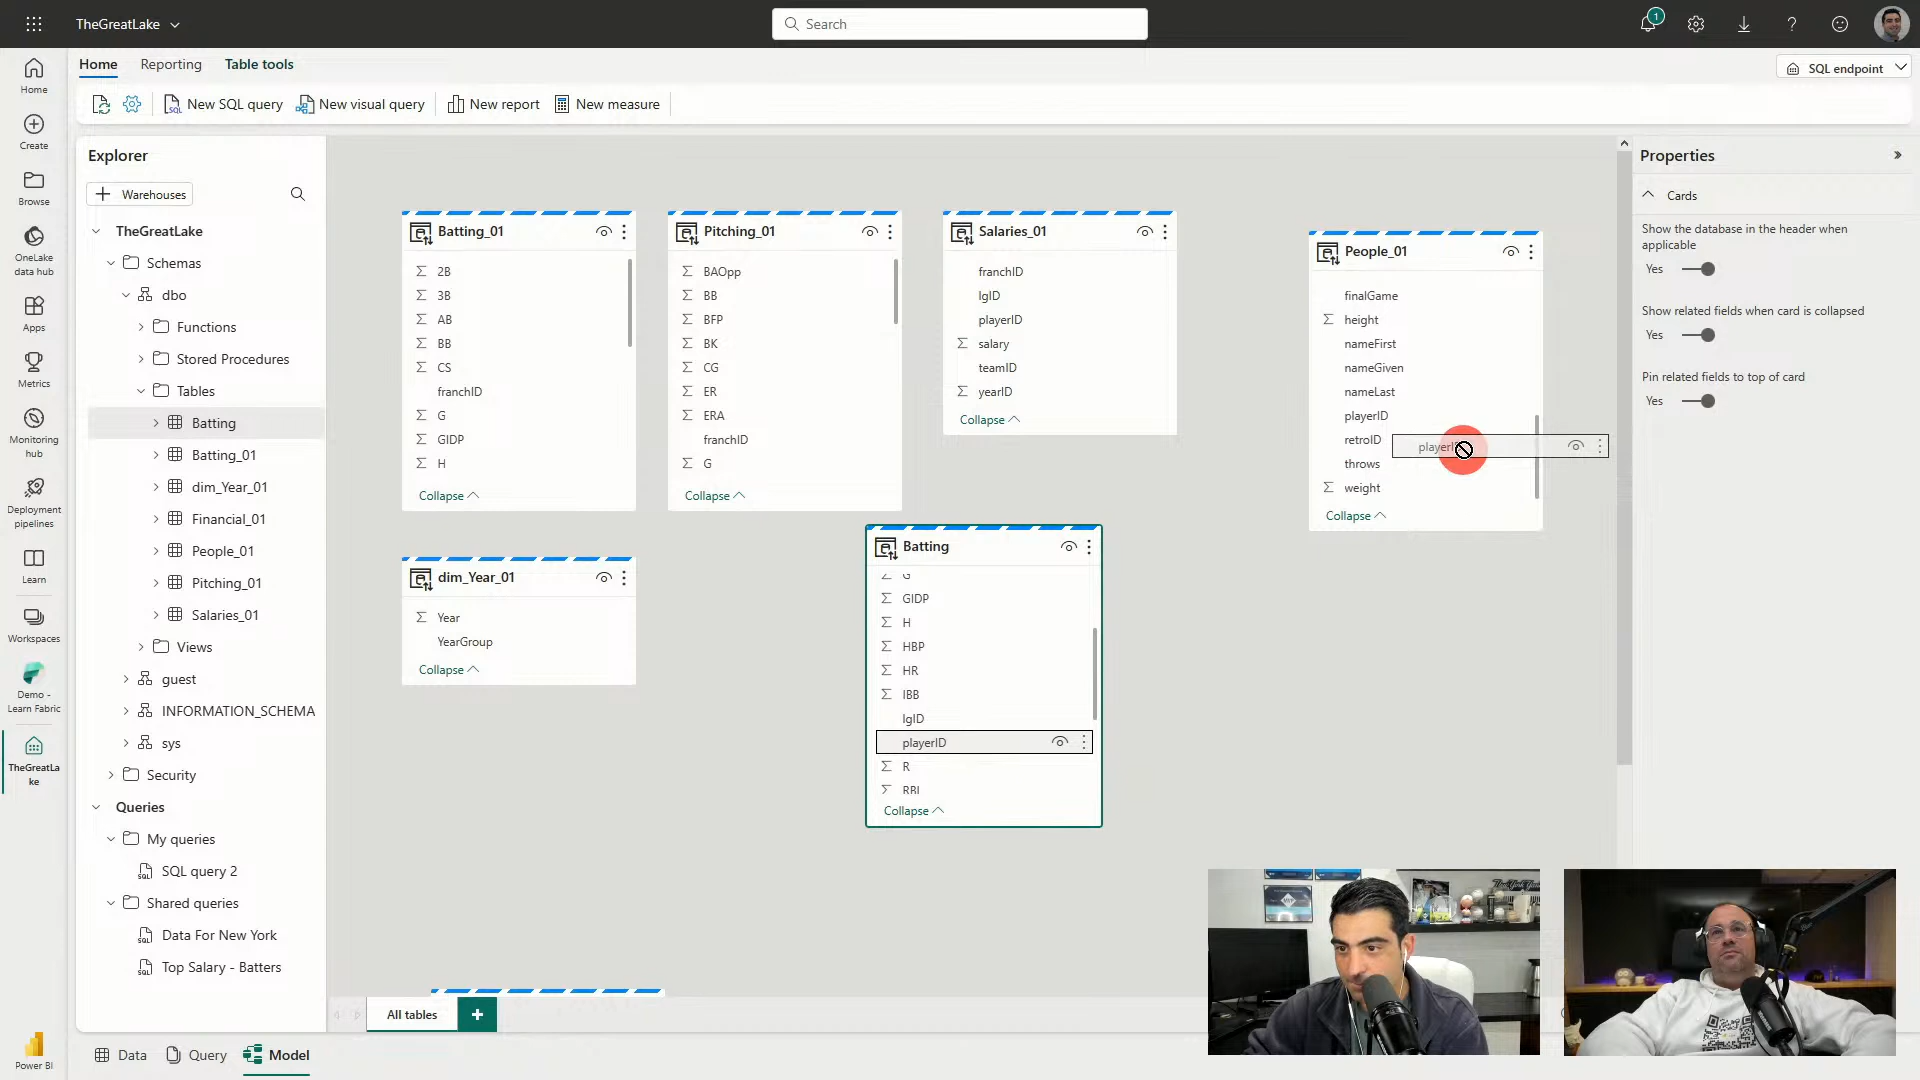 TheGreatLake
Search
1
Home
Create
Browse
OneLake
data hub
Apps
Metrics
Monitoring
hub
Deployment
pipelines
Learn
Workspaces
Demo -
Learn Fabric
TheGreatLa
ke
Power BI
Home
Reporting
Table tools
SQL endpoint
New SQL query
New visual query
New report
New measure
Explorer
Warehouses
TheGreatLake
Schemas
dbo
Functions
Stored Procedures
Tables
Batting
Batting_01
dim_Year_01
Financial_01
People_01
Pitching_01
Salaries_01
Views
guest
INFORMATION_SCHEMA
sys
Security
Queries
My queries
SQL query 2
Shared queries
Data For New York
Top Salary - Batters
Batting_01
2B
3B
AB
BB
CS
franchID
G
GIDP
H
Collapse
Pitching_01
BAOpp
BB
BFP
BK
CG
ER
ERA
franchID
G
Collapse
Salaries_01
franchID
lgID
playerID
salary
teamID
yearID
Collapse
People_01
finalGame
height
nameFirst
nameGiven
nameLast
playerID
retroID
throws
weight
Collapse
dim_Year_01
Year
YearGroup
Collapse
Batting
G
GIDP
H
HBP
HR
IBB
lgID
playerID
R
RBI
Collapse
Properties
Cards
Show the database in the header when
applicable
Yes
Show related fields when card is collapsed
Yes
Pin related fields to top of card
Yes
All tables
Data
Query
Model